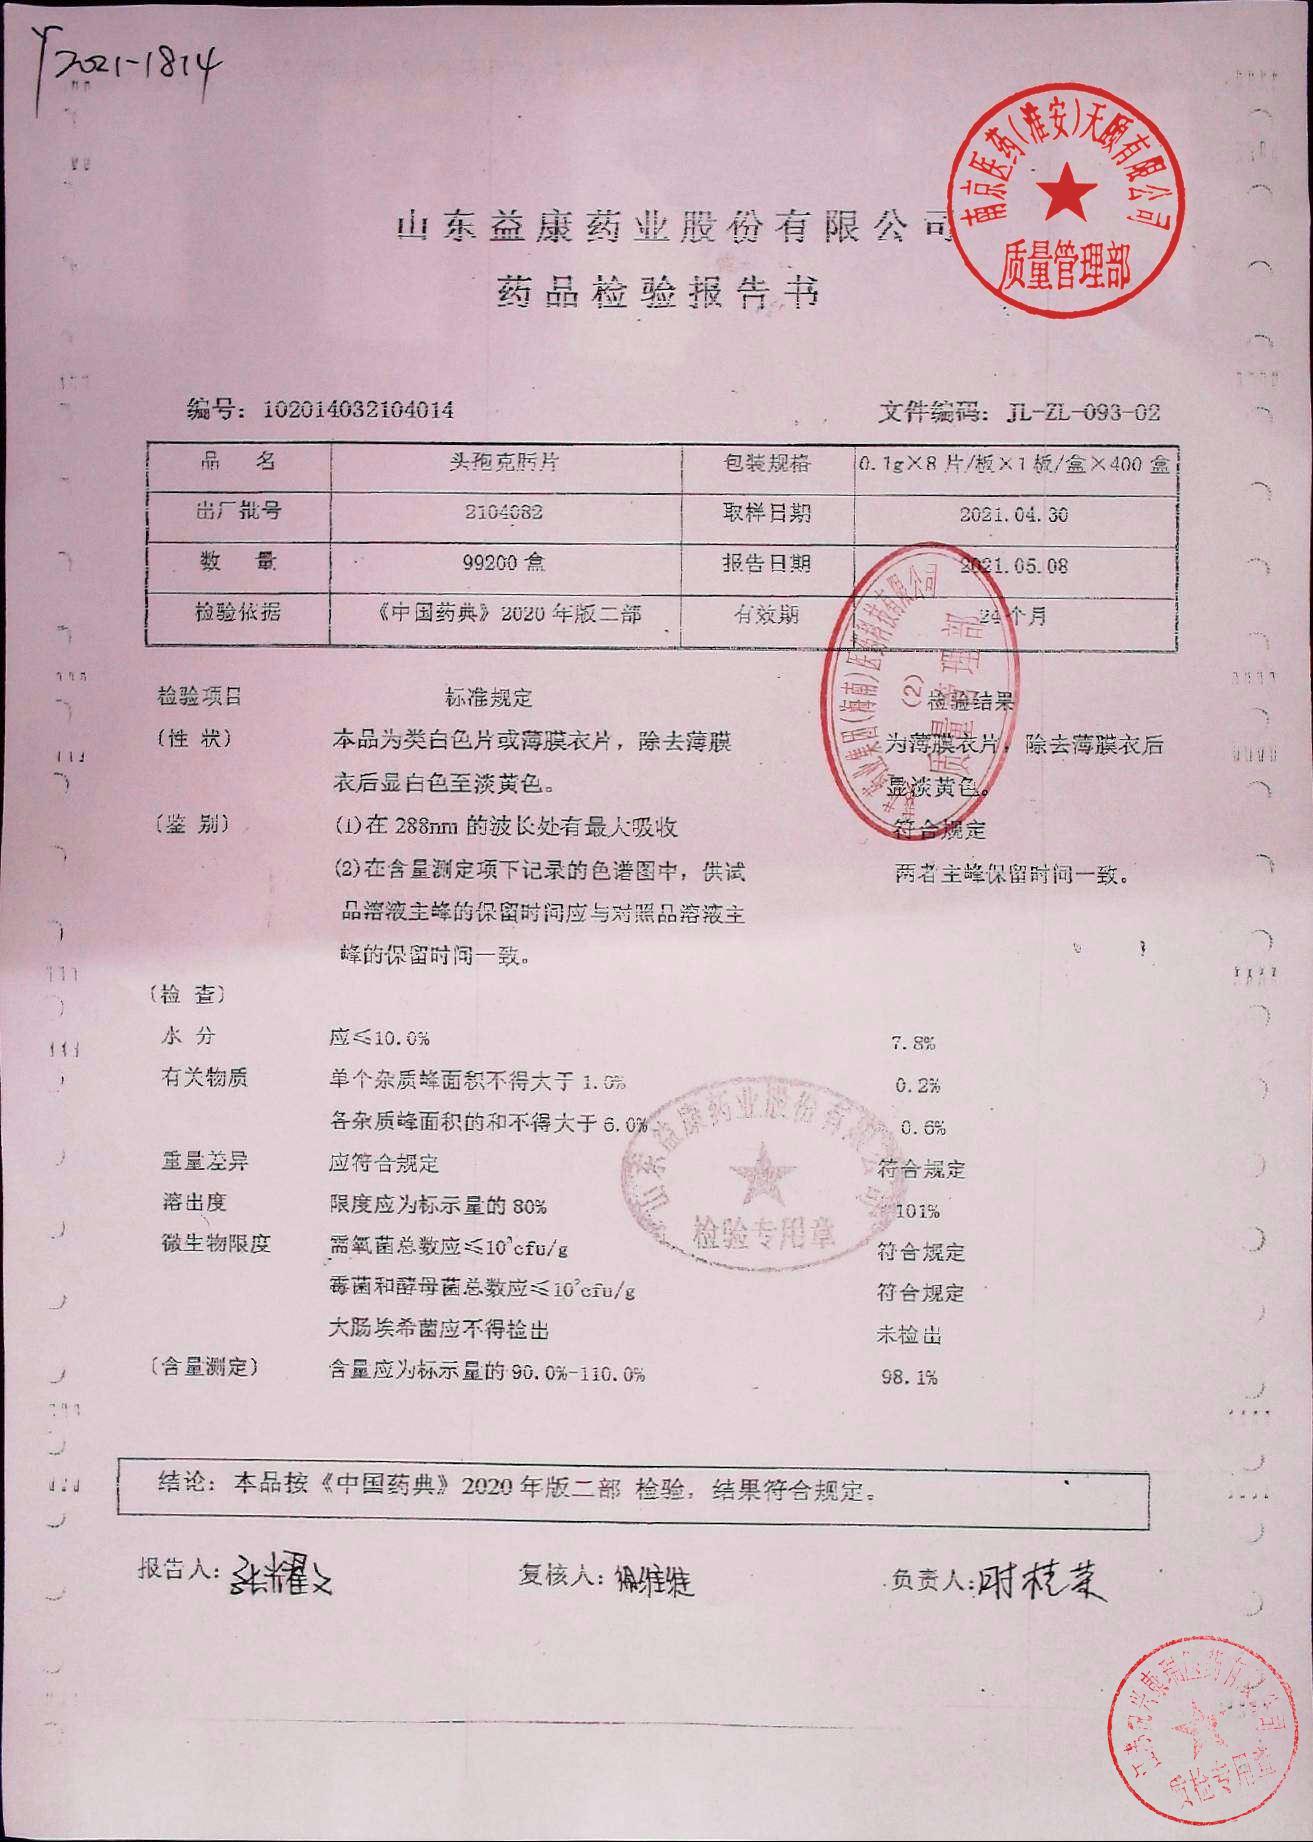 Y2021-1814
南京医药(淮安)天颐有限公司
质量管理部
山东益康药业股份有限公司
药品检验报告书
编号：102014032104014 文件编码：JL-ZL-093-02
品 名 头孢克肟片 包装规格 0.1g×8片/板×1板/盒×400盒
出厂批号 2104082 取样日期 2021.04.30
数 量 99200盒 报告日期 2021.05.08
检验依据 《中国药典》2020年版二部 有效期 24个月
检验项目 标准规定 检验结果
〔性 状〕 本品为类白色片或薄膜衣片，除去薄膜 为薄膜衣片，除去薄膜衣后
衣后显白色至淡黄色。 显淡黄色。
〔鉴 别〕 (1)在288nm的波长处有最大吸收 符合规定
(2)在含量测定项下记录的色谱图中，供试 两者主峰保留时间一致。
品溶液主峰的保留时间应与对照品溶液主
峰的保留时间一致。
〔检 查〕
水 分 应≤10.0% 7.8%
有关物质 单个杂质峰面积不得大于1.0% 0.2%
各杂质峰面积的和不得大于6.0% 0.6%
重量差异 应符合规定 符合规定
溶出度 限度应为标示量的80% 101%
微生物限度 需氧菌总数应≤10³cfu/g 符合规定
霉菌和酵母菌总数应≤10²cfu/g 符合规定
大肠埃希菌应不得检出 未检出
〔含量测定〕 含量应为标示量的90.0%-110.0% 98.1%
山东益康药业股份有限公司
检验专用章
结论：本品按《中国药典》2020年版二部 检验，结果符合规定。
报告人： 复核人： 负责人：时桂荣
质检专用章